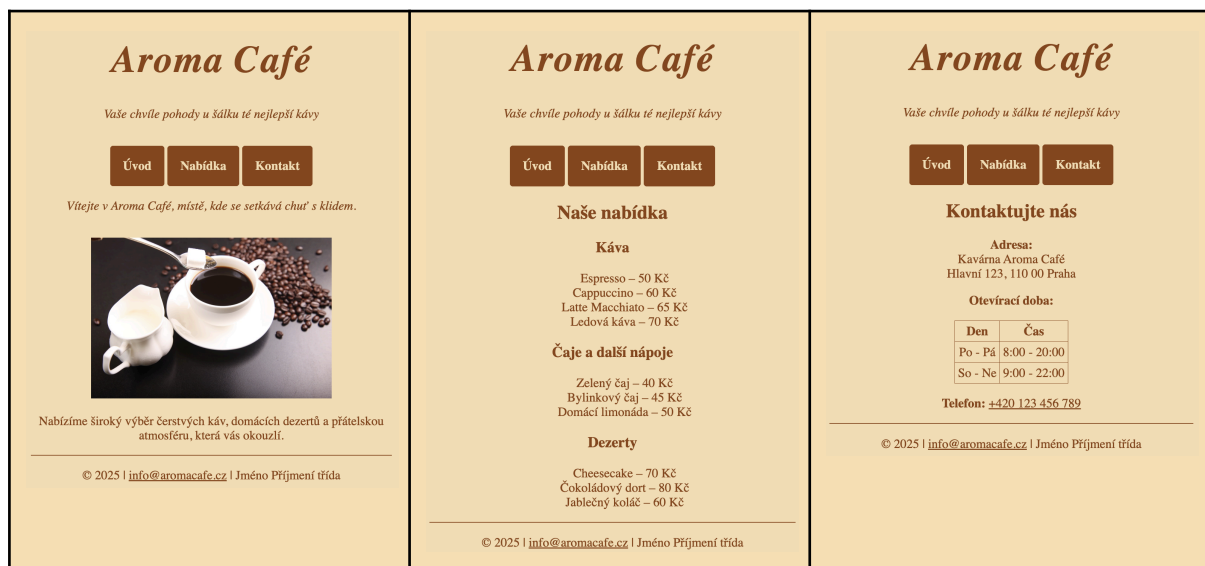 Aroma Café
Vaše chvíle pohody u šálku té nejlepší kávy
Úvod Nabídka Kontakt
Vítejte v Aroma Café, místě, kde se setkává chuť s klidem.
Nabízíme široký výběr čerstvých káv, domácích dezertů a přátelskou
atmosféru, která vás okouzlí.
© 2025 | info@aromacafe.cz | Jméno Příjmení třída
Aroma Café
Vaše chvíle pohody u šálku té nejlepší kávy
Úvod Nabídka Kontakt
Naše nabídka
Káva
Espresso – 50 Kč
Cappuccino – 60 Kč
Latte Macchiato – 65 Kč
Ledová káva – 70 Kč
Čaje a další nápoje
Zelený čaj – 40 Kč
Bylinkový čaj – 45 Kč
Domácí limonáda – 50 Kč
Dezerty
Cheesecake – 70 Kč
Čokoládový dort – 80 Kč
Jablečný koláč – 60 Kč
© 2025 | info@aromacafe.cz | Jméno Příjmení třída
Aroma Café
Vaše chvíle pohody u šálku té nejlepší kávy
Úvod Nabídka Kontakt
Kontaktujte nás
Adresa:
Kavárna Aroma Café
Hlavní 123, 110 00 Praha
Otevírací doba:
Den Čas
Po - Pá 8:00 - 20:00
So - Ne 9:00 - 22:00
Telefon: +420 123 456 789
© 2025 | info@aromacafe.cz | Jméno Příjmení třída